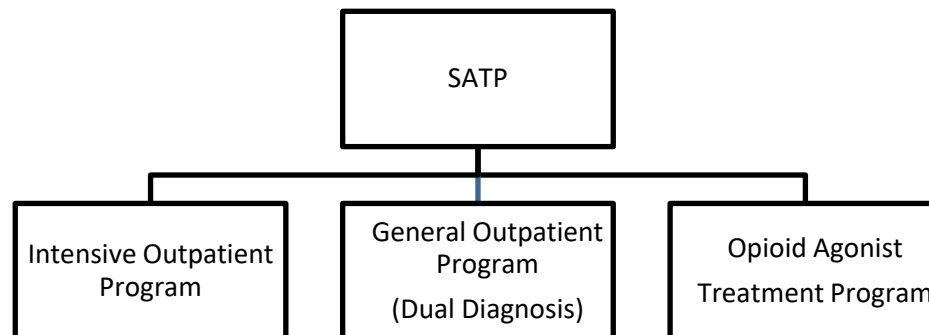 SATP
Intensive Outpatient
Program
General Outpatient
Program
(Dual Diagnosis)
Opioid Agonist
Treatment Program